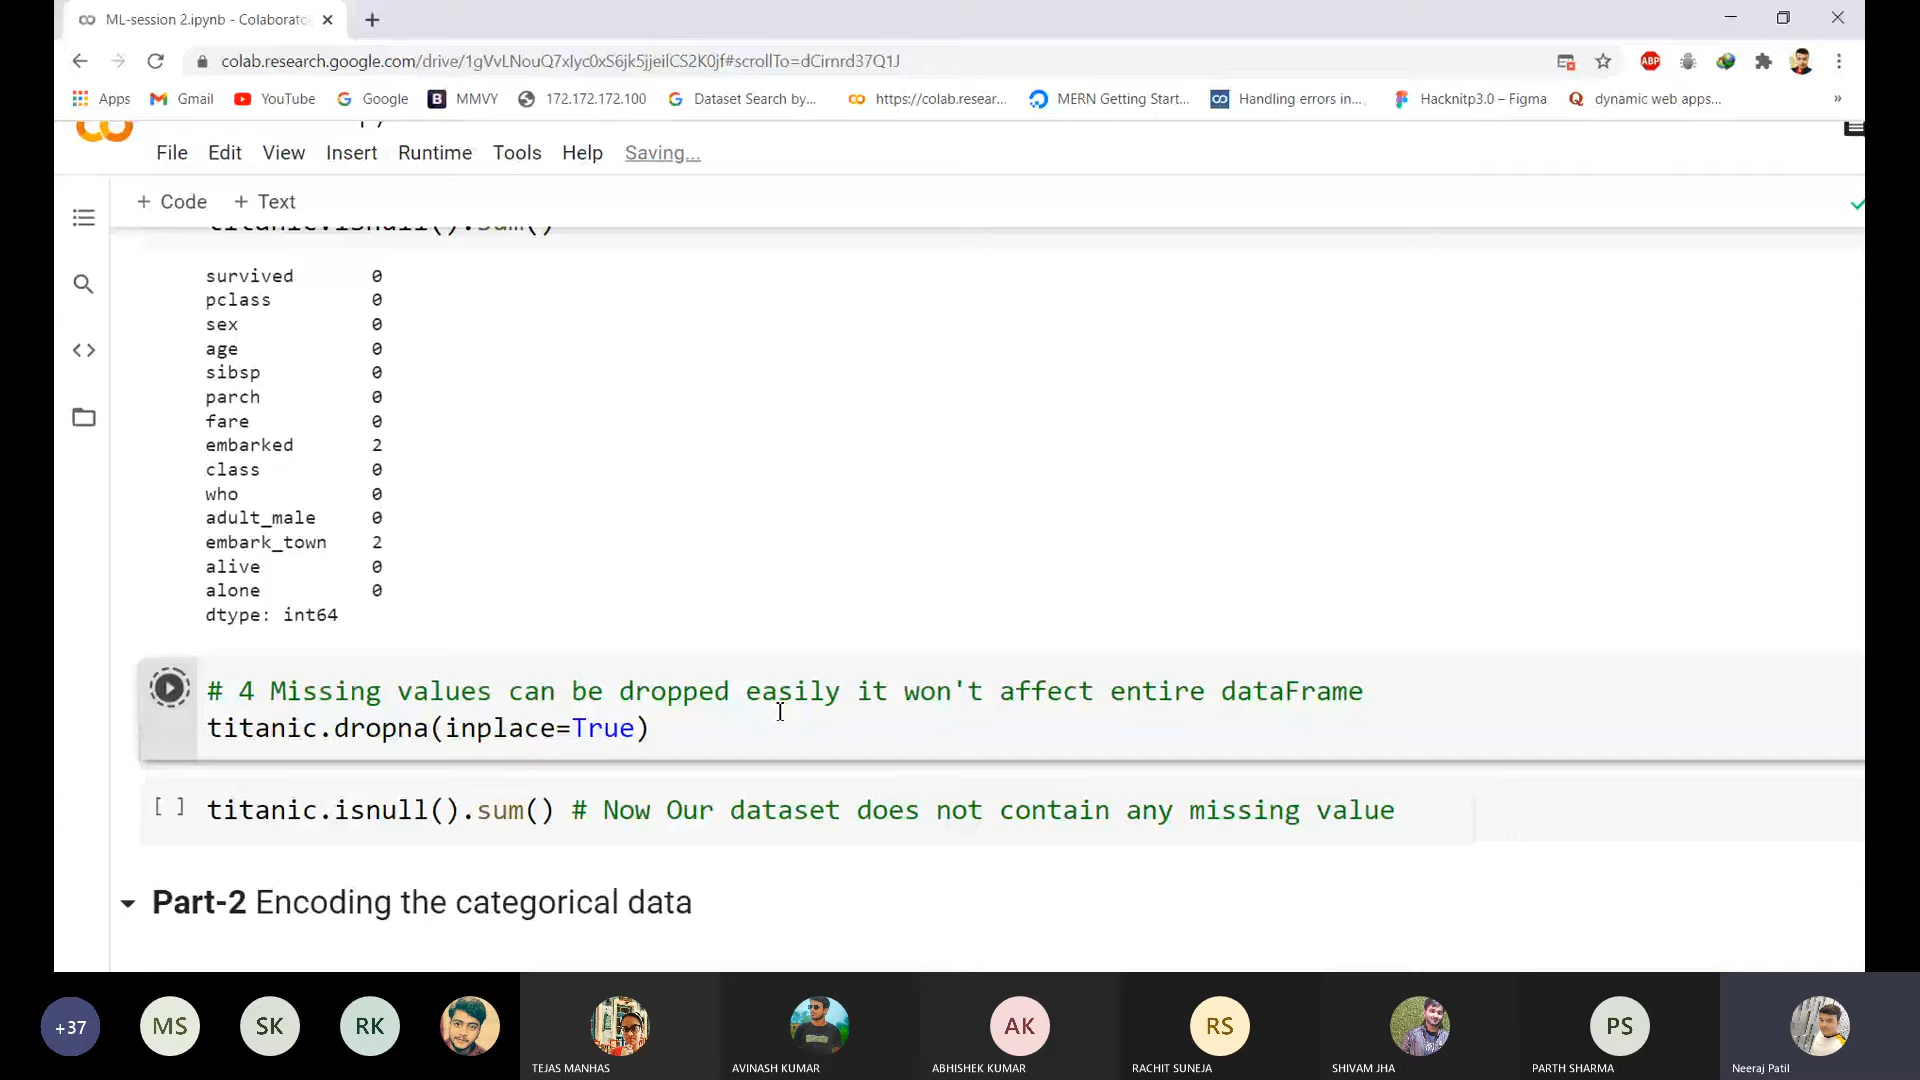 ML-session 2.ipynb - Colaborato
colab.research.google.com/drive/1gVvLNouQ7xIyc0xS6jk5jjeilCS2K0jf#scrollTo=dCirnrd37Q1J
ABP
Apps Gmail YouTube Google B MMVY 172.172.172.100 Dataset Search by... https://colab.resear... MERN Getting Start... Handling errors in... Hacknitp3.0 – Figma dynamic web apps... »
File Edit View Insert Runtime Tools Help Saving...
+ Code + Text
titanic.isnull().sum()
survived 0
pclass 0
sex 0
age 0
sibsp 0
parch 0
fare 0
embarked 2
class 0
who 0
adult_male 0
embark_town 2
alive 0
alone 0
dtype: int64
# 4 Missing values can be dropped easily it won't affect entire dataFrame
titanic.dropna(inplace=True)
[ ] titanic.isnull().sum() # Now Our dataset does not contain any missing value
Part-2 Encoding the categorical data
+37 MS SK RK AK RS PS
TEJAS MANHAS AVINASH KUMAR ABHISHEK KUMAR RACHIT SUNEJA SHIVAM JHA PARTH SHARMA Neeraj Patil